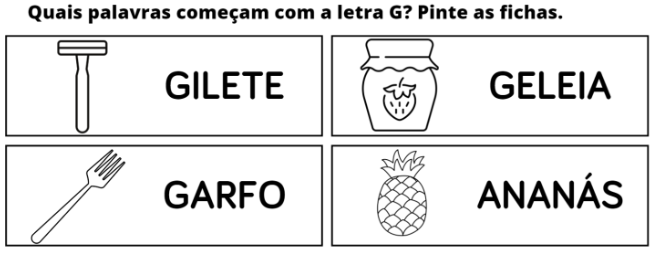 Quais palavras começam com a letra G? Pinte as fichas.
GILETE
GELEIA
GARFO
ANANÁS